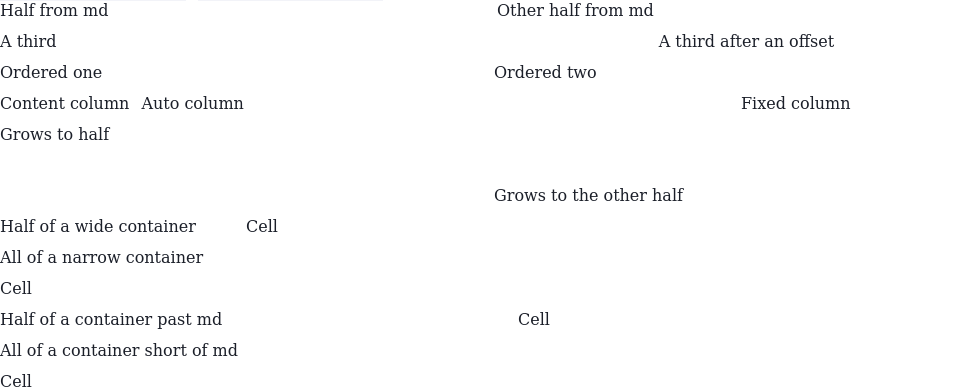 Half from md Other half from md
A third A third after an offset
Ordered one Ordered two
Content column Auto column Fixed column
Grows to half
Grows to the other half
Half of a wide container Cell
All of a narrow container
Cell
Half of a container past md Cell
All of a container short of md
Cell